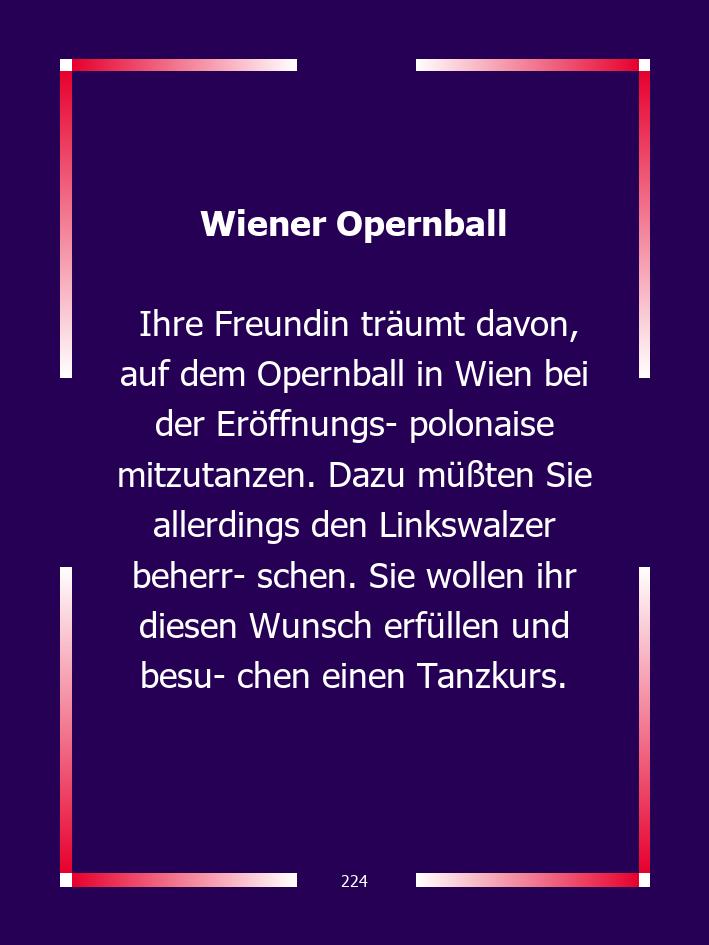 Wiener Opernball
Ihre Freundin träumt davon,
auf dem Opernball in Wien bei
der Eröffnungs- polonaise
mitzutanzen. Dazu müßten Sie
allerdings den Linkswalzer
beherr- schen. Sie wollen ihr
diesen Wunsch erfüllen und
besu- chen einen Tanzkurs.
224